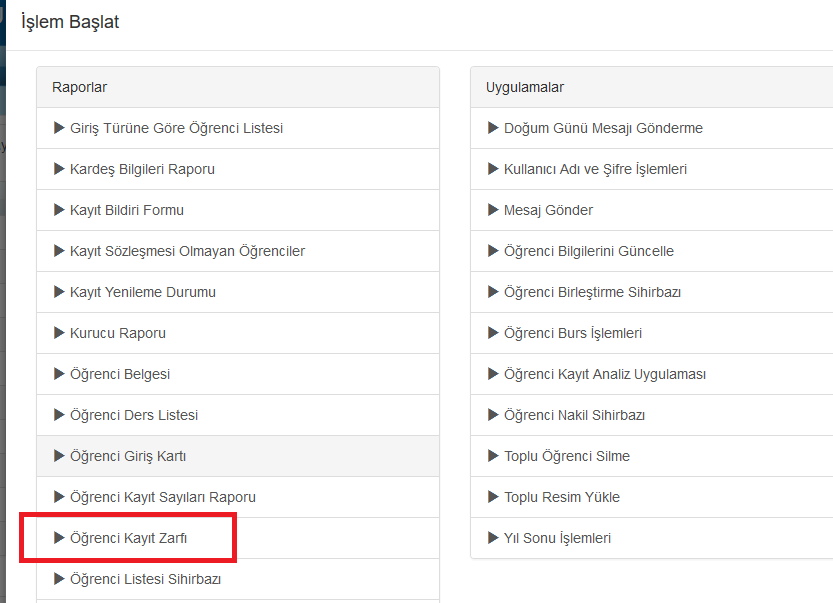 İşlem Başlat
Raporlar
Giriş Türüne Göre Öğrenci Listesi
Kardeş Bilgileri Raporu
Kayıt Bildiri Formu
Kayıt Sözleşmesi Olmayan Öğrenciler
Kayıt Yenileme Durumu
Kurucu Raporu
Öğrenci Belgesi
Öğrenci Ders Listesi
Öğrenci Giriş Kartı
Öğrenci Kayıt Sayıları Raporu
Öğrenci Kayıt Zarfı
Öğrenci Listesi Sihirbazı
Uygulamalar
Doğum Günü Mesajı Gönderme
Kullanıcı Adı ve Şifre İşlemleri
Mesaj Gönder
Öğrenci Bilgilerini Güncelle
Öğrenci Birleştirme Sihirbazı
Öğrenci Burs İşlemleri
Öğrenci Kayıt Analiz Uygulaması
Öğrenci Nakil Sihirbazı
Toplu Öğrenci Silme
Toplu Resim Yükle
Yıl Sonu İşlemleri